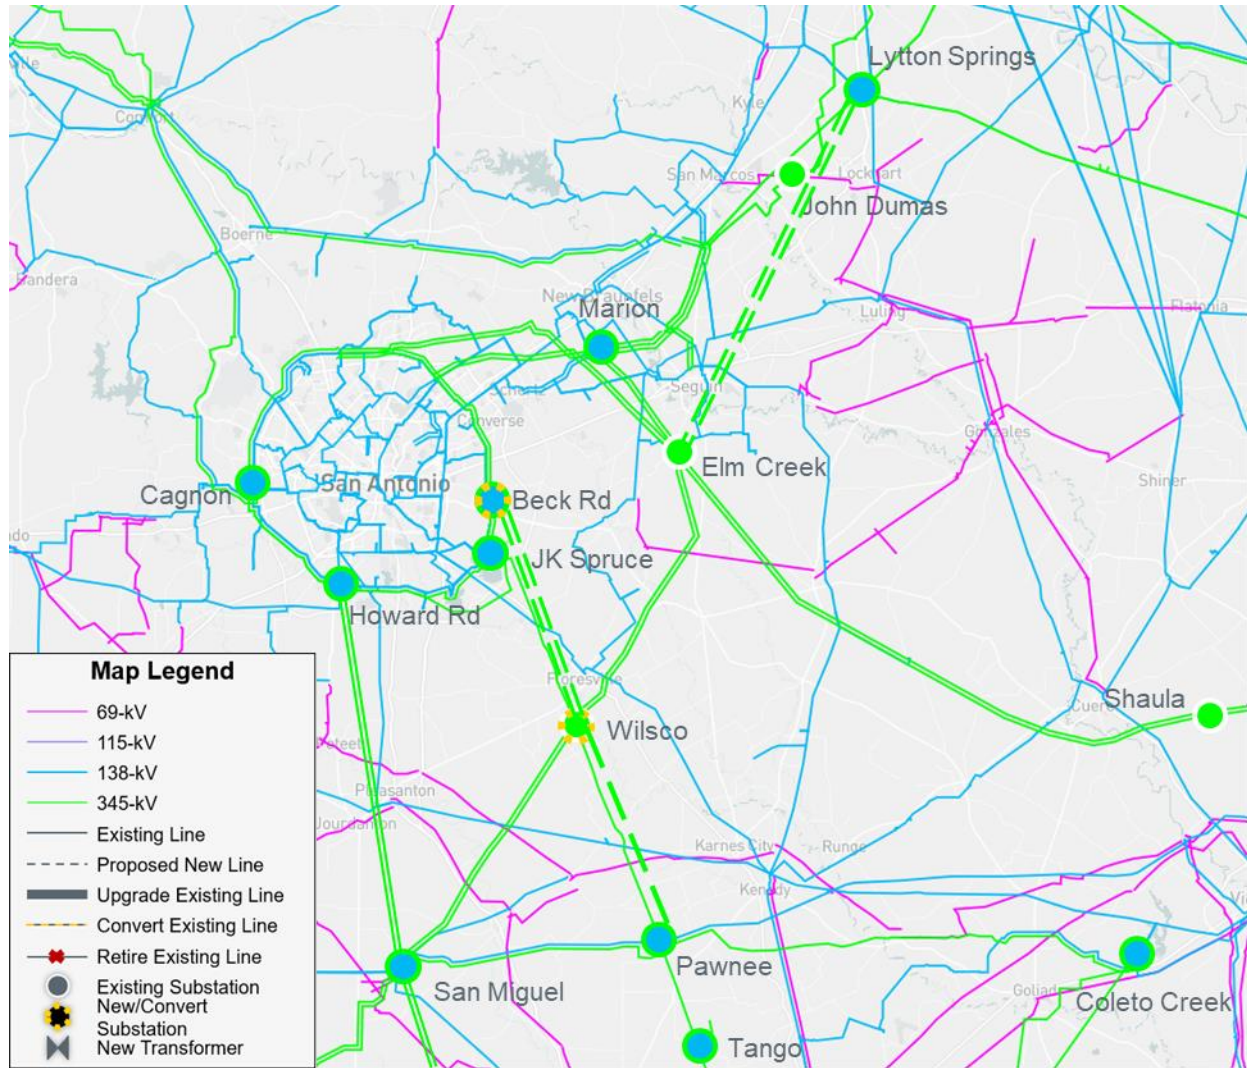 Lytton Springs
Comfort
Kyle
San Marcos
Lockhart
John Dumas
Boerne
Bandera
New Braunfels
Marion
Luling
Flatonia
Schertz
Seguin
Converse
Gonzales
Elm Creek
Shiner
Cagnon
San Antonio
Beck Rd
JK Spruce
Howard Rd
Floresville
Cuero
Shaula
Wilsco
Poteet
Pleasanton
Jourdanton
Karnes City
Runge
Kenedy
Pawnee
San Miguel
Goliad
Coleto Creek
Tango
Map Legend
69-kV
115-kV
138-kV
345-kV
Existing Line
Proposed New Line
Upgrade Existing Line
Convert Existing Line
Retire Existing Line
Existing Substation
New/Convert
Substation
New Transformer